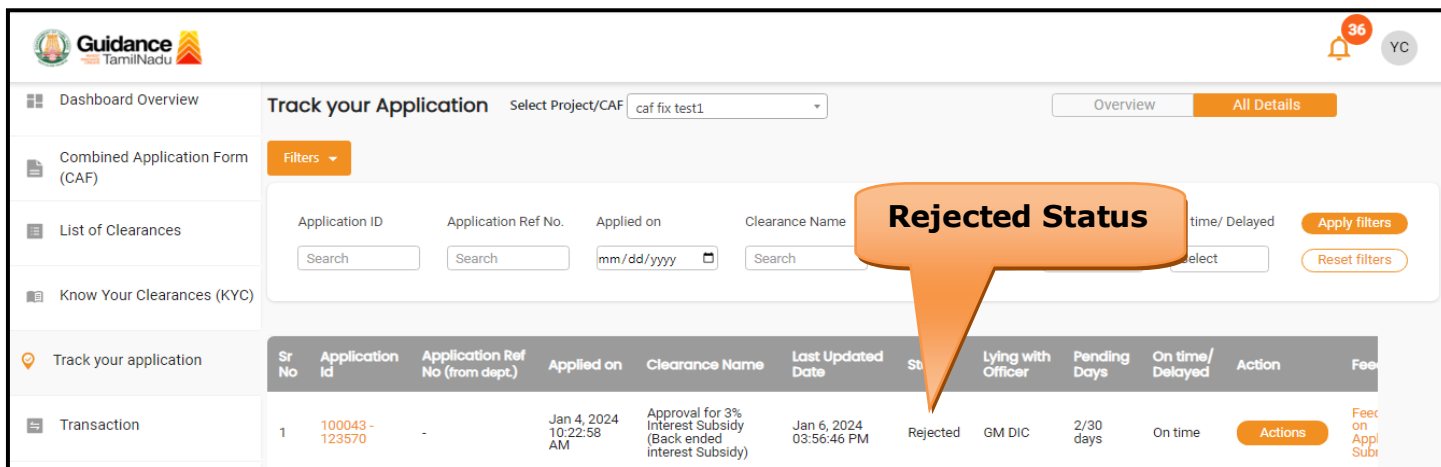 Guidance
TamilNadu
36
YC
Dashboard Overview
Track your Application
Select Project/CAF
caf fix test1
Overview
All Details
Combined Application Form
(CAF)
Filters
List of Clearances
Application ID
Application Ref No.
Applied on
Clearance Name
Rejected Status
time/ Delayed
Apply filters
Search
Search
mm/dd/yyyy
Search
Reset filters
Know Your Clearances (KYC)
Track your application
Sr
No
Application
Id
Application Ref
No (from dept.)
Applied on
Clearance Name
Last Updated
Date
Lying with
Officer
Pending
Days
On time/
Delayed
Action
Transaction
1
100043 -
123570
-
Jan 4, 2024
10:22:58
AM
Approval for 3%
Interest Subsidy
(Back ended
interest Subsidy)
Jan 6, 2024
03:56:46 PM
Rejected
GM DIC
2/30
days
On time
Actions
on